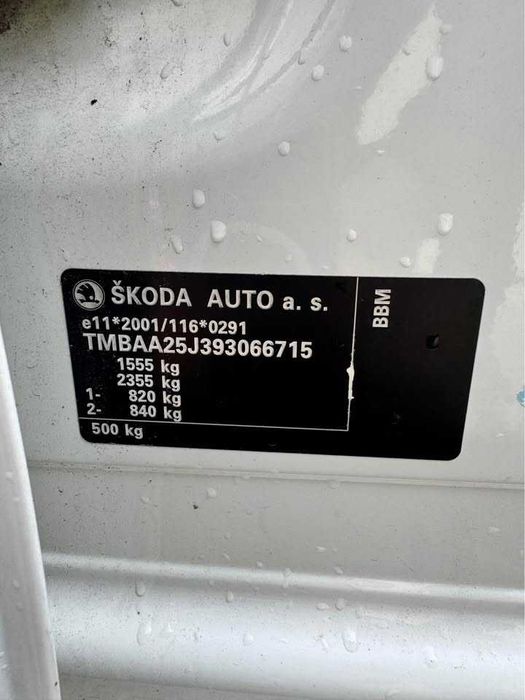 ŠKODA AUTO a. s.
e11*2001/116*0291
TMBAA25J393066715
1555 kg
2355 kg
1- 820 kg
2- 840 kg
500 kg
BBM